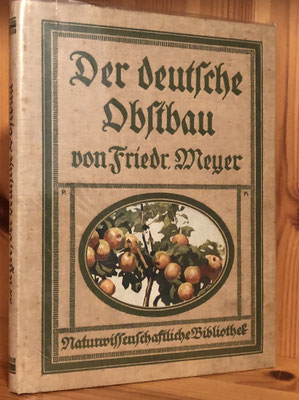 Der deutsche
Obstbau
von Friedr. Meyer
Naturwissenschaftliche Bibliothek